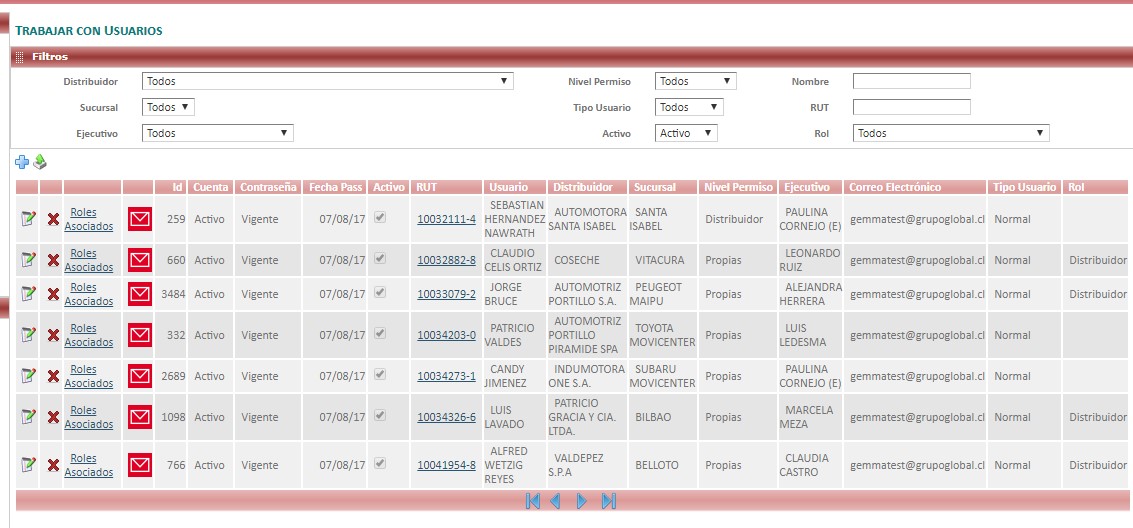 TRABAJAR CON USUARIOS
Filtros
Distribuidor Todos Nivel Permiso Todos Nombre
Sucursal Todos Tipo Usuario Todos RUT
Ejecutivo Todos Activo Activo Rol Todos
Id Cuenta Contraseña Fecha Pass Activo RUT Usuario Distribuidor Sucursal Nivel Permiso Ejecutivo Correo Electrónico Tipo Usuario Rol
Roles Asociados 259 Activo Vigente 07/08/17 10032111-4 SEBASTIAN HERNANDEZ NAWRATH AUTOMOTORA SANTA ISABEL SANTA ISABEL Distribuidor PAULINA CORNEJO (E) gemmatest@grupoglobal.cl Normal
Roles Asociados 660 Activo Vigente 07/08/17 10032882-8 CLAUDIO CELIS ORTIZ COSECHE VITACURA Propias LEONARDO RUIZ gemmatest@grupoglobal.cl Normal Distribuidor
Roles Asociados 3484 Activo Vigente 07/08/17 10033079-2 JORGE BRUCE AUTOMOTRIZ PORTILLO S.A. PEUGEOT MAIPU Propias ALEJANDRA HERRERA gemmatest@grupoglobal.cl Normal Distribuidor
Roles Asociados 332 Activo Vigente 07/08/17 10034203-0 PATRICIO VALDES AUTOMOTRIZ PORTILLO PIRAMIDE SPA TOYOTA MOVICENTER Propias LUIS LEDESMA gemmatest@grupoglobal.cl Normal
Roles Asociados 2689 Activo Vigente 07/08/17 10034273-1 CANDY JIMENEZ INDUMOTORA ONE S.A. SUBARU MOVICENTER Propias PAULINA CORNEJO (E) gemmatest@grupoglobal.cl Normal
Roles Asociados 1098 Activo Vigente 07/08/17 10034326-6 LUIS LAVADO PATRICIO GRACIA Y CIA. LTDA. BILBAO Propias MARCELA MEZA gemmatest@grupoglobal.cl Normal Distribuidor
Roles Asociados 766 Activo Vigente 07/08/17 10041954-8 ALFRED WETZIG REYES VALDEPEZ S.P.A BELLOTO Propias CLAUDIA CASTRO gemmatest@grupoglobal.cl Normal Distribuidor